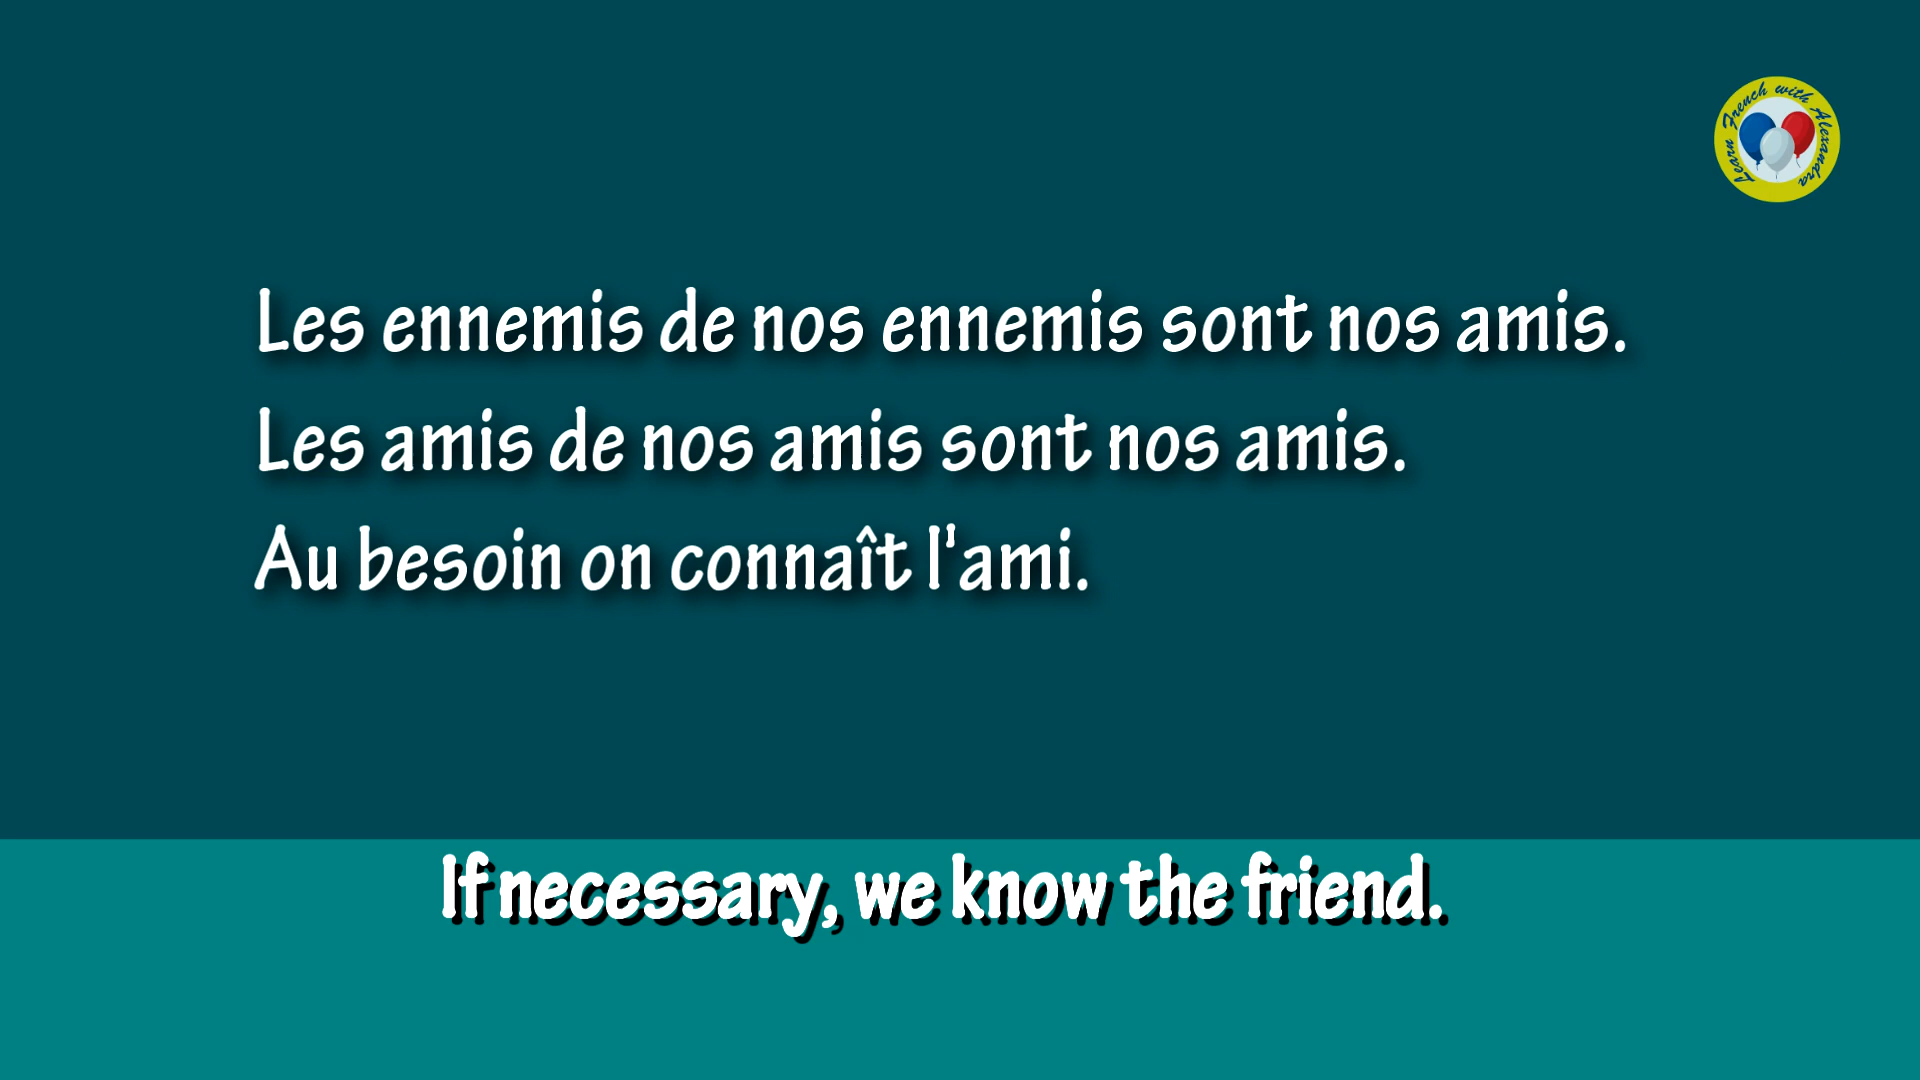 Learn French with Alexandra
Les ennemis de nos ennemis sont nos amis.
Les amis de nos amis sont nos amis.
Au besoin on connaît l'ami.
If necessary, we know the friend.